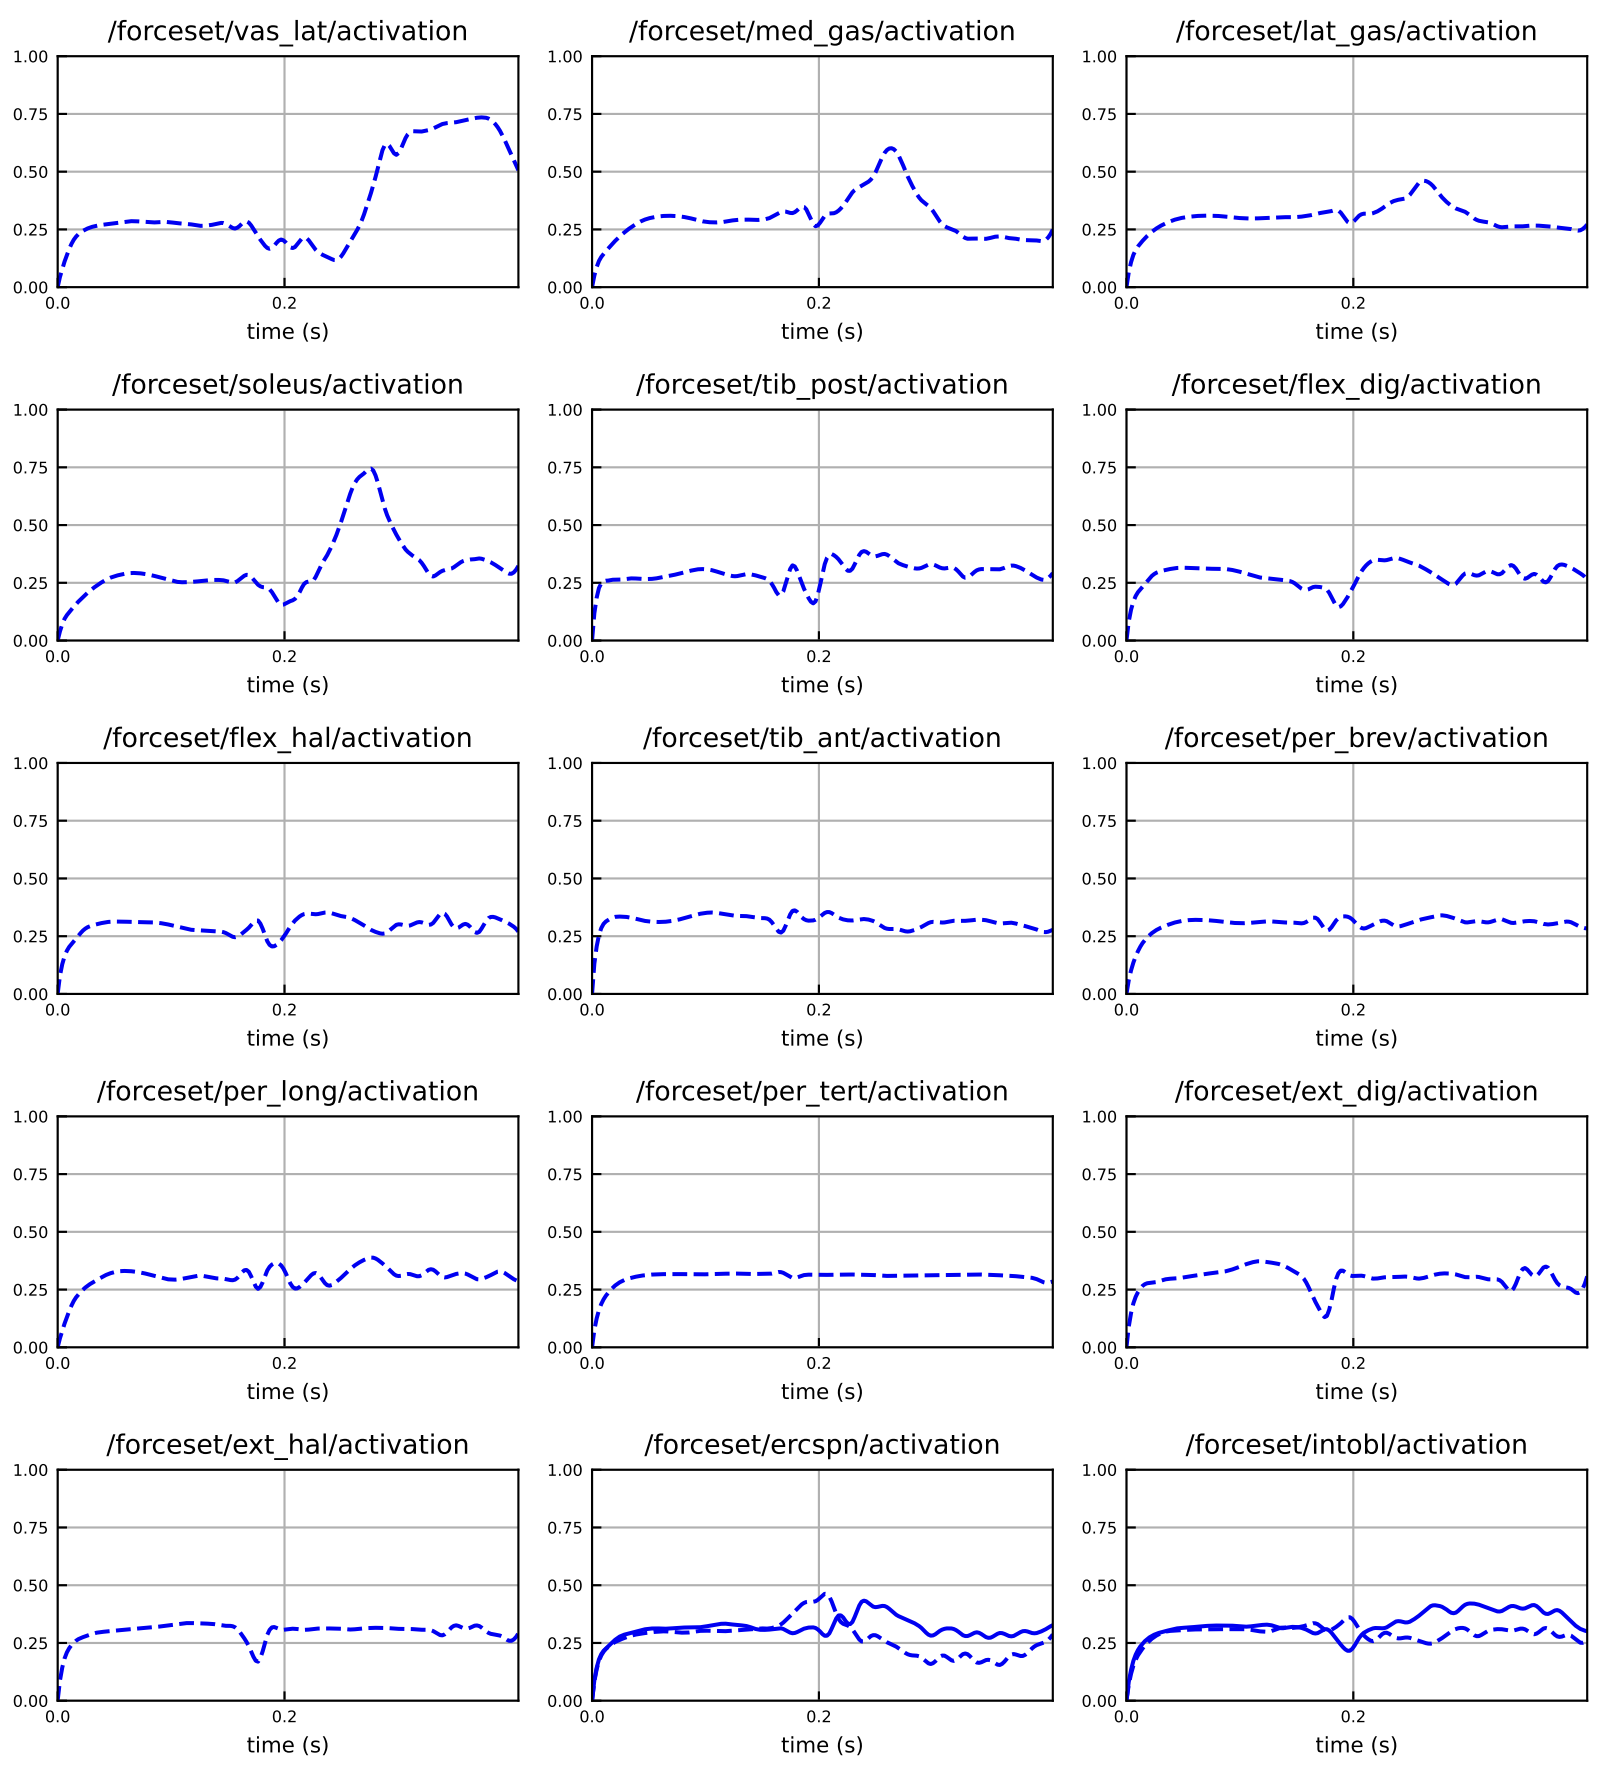 /forceset/vas_lat/activation
/forceset/med_gas/activation
/forceset/lat_gas/activation
1.00 1.00 1.00
0.75 0.75 0.75
0.50 0.50 0.50
0.25 0.25 0.25
0.00 0.00 0.00
0.0 0.2 0.0 0.2 0.0 0.2
time (s) time (s) time (s)
/forceset/soleus/activation
/forceset/tib_post/activation
/forceset/flex_dig/activation
1.00 1.00 1.00
0.75 0.75 0.75
0.50 0.50 0.50
0.25 0.25 0.25
0.00 0.00 0.00
0.0 0.2 0.0 0.2 0.0 0.2
time (s) time (s) time (s)
/forceset/flex_hal/activation
/forceset/tib_ant/activation
/forceset/per_brev/activation
1.00 1.00 1.00
0.75 0.75 0.75
0.50 0.50 0.50
0.25 0.25 0.25
0.00 0.00 0.00
0.0 0.2 0.0 0.2 0.0 0.2
time (s) time (s) time (s)
/forceset/per_long/activation
/forceset/per_tert/activation
/forceset/ext_dig/activation
1.00 1.00 1.00
0.75 0.75 0.75
0.50 0.50 0.50
0.25 0.25 0.25
0.00 0.00 0.00
0.0 0.2 0.0 0.2 0.0 0.2
time (s) time (s) time (s)
/forceset/ext_hal/activation
/forceset/ercspn/activation
/forceset/intobl/activation
1.00 1.00 1.00
0.75 0.75 0.75
0.50 0.50 0.50
0.25 0.25 0.25
0.00 0.00 0.00
0.0 0.2 0.0 0.2 0.0 0.2
time (s) time (s) time (s)